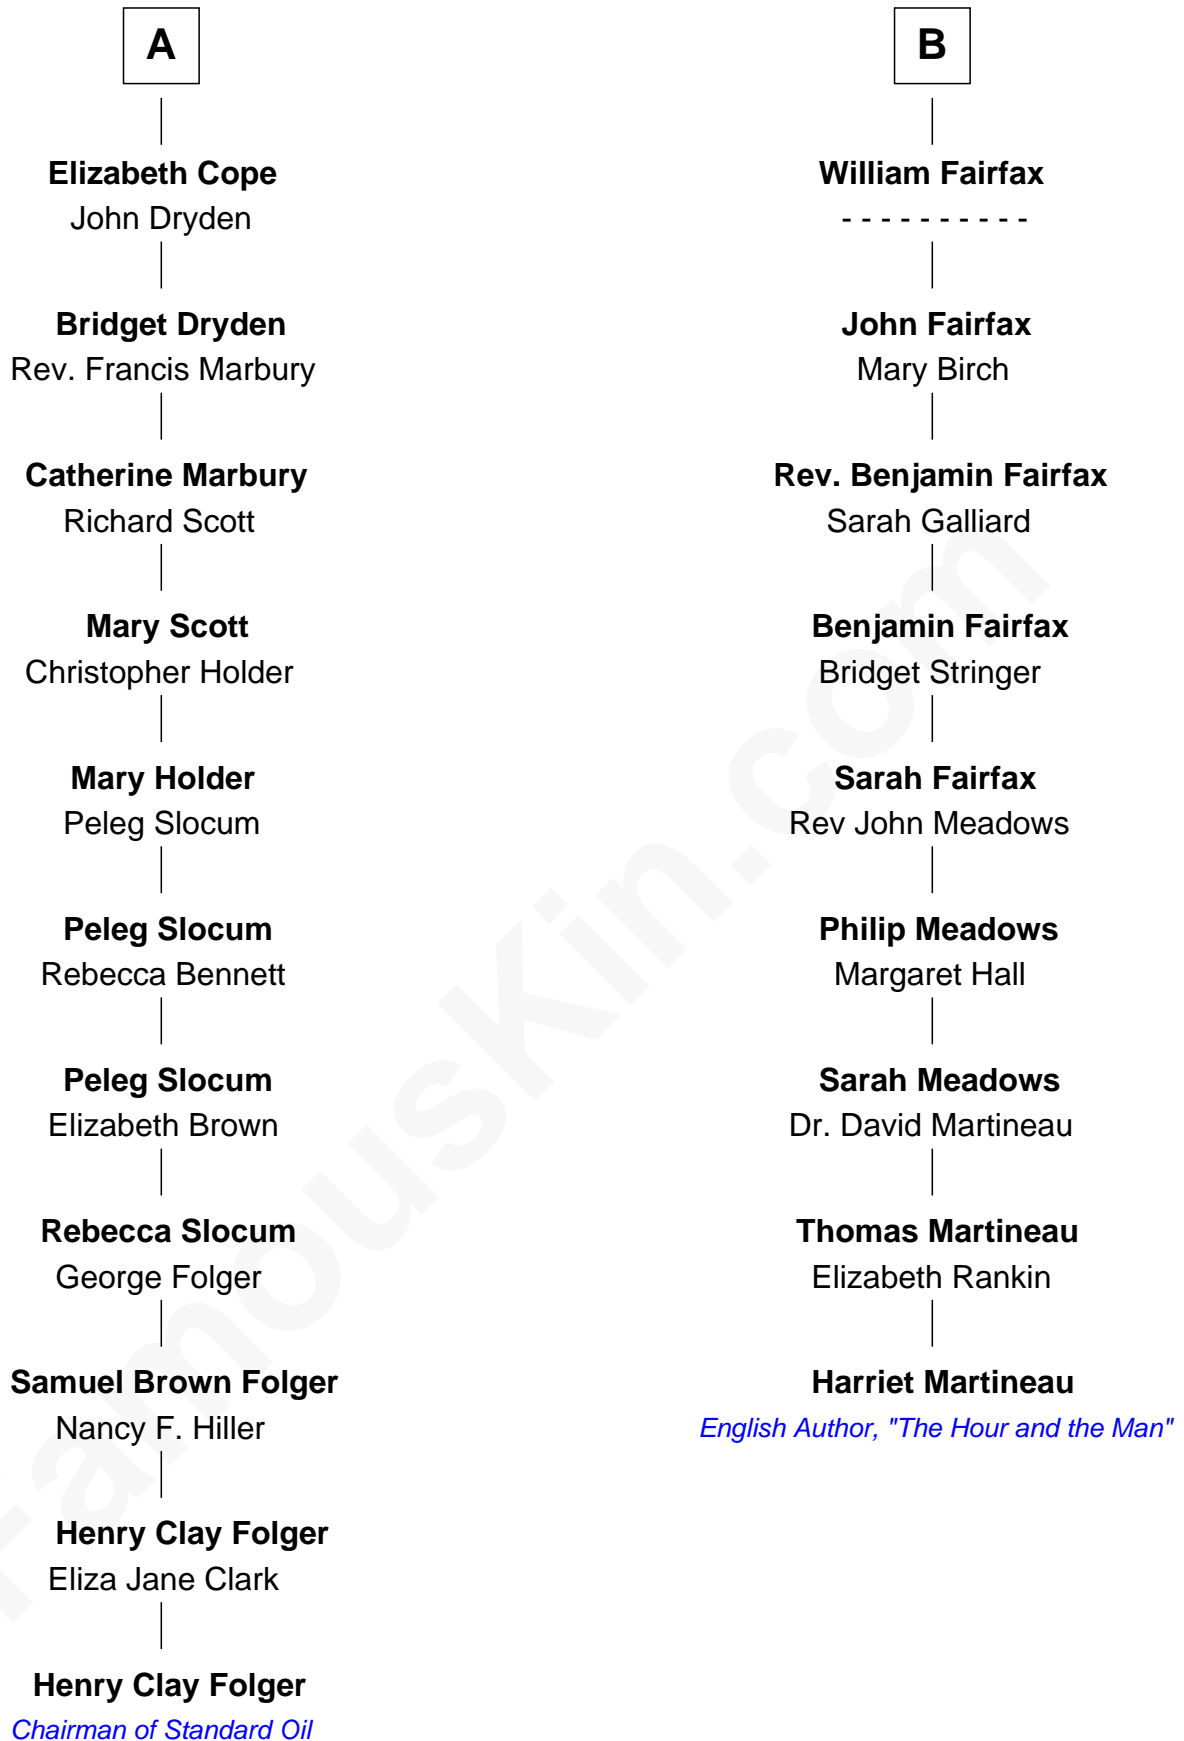 A
Elizabeth Cope
John Dryden
Bridget Dryden
Rev. Francis Marbury
Catherine Marbury
Richard Scott
Mary Scott
Christopher Holder
Mary Holder
Peleg Slocum
Peleg Slocum
Rebecca Bennett
Peleg Slocum
Elizabeth Brown
Rebecca Slocum
George Folger
Samuel Brown Folger
Nancy F. Hiller
Henry Clay Folger
Eliza Jane Clark
Henry Clay Folger
Chairman of Standard Oil
B
William Fairfax
- - - - - - - - - -
John Fairfax
Mary Birch
Rev. Benjamin Fairfax
Sarah Galliard
Benjamin Fairfax
Bridget Stringer
Sarah Fairfax
Rev John Meadows
Philip Meadows
Margaret Hall
Sarah Meadows
Dr. David Martineau
Thomas Martineau
Elizabeth Rankin
Harriet Martineau
English Author, "The Hour and the Man"
FamousKin.com